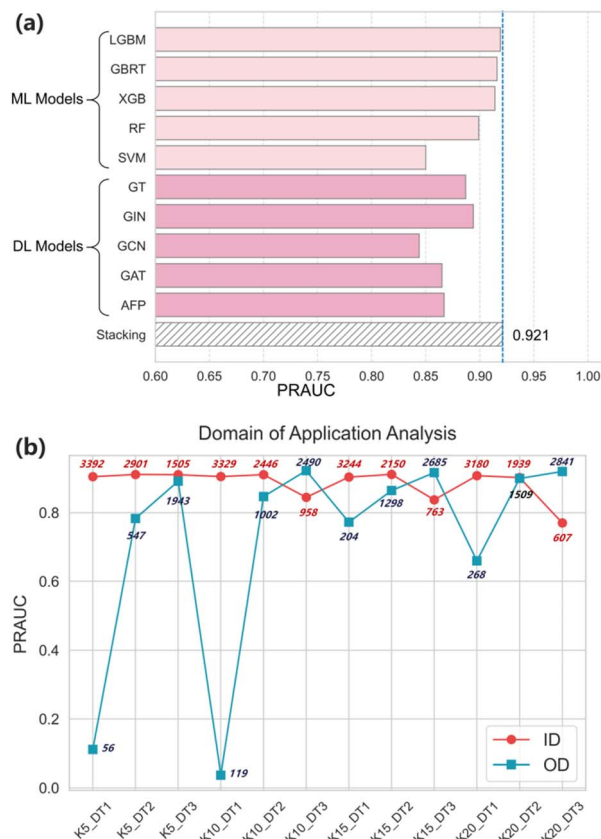 (a)
ML Models
LGBM
GBRT
XGB
RF
SVM
DL Models
GT
GIN
GCN
GAT
AFP
Stacking
0.921
0.60 0.65 0.70 0.75 0.80 0.85 0.90 0.95 1.00
PRAUC
(b)
Domain of Application Analysis
3392 2901 1505 3329 2446 2490 3244 2150 2685 3180 1939 2841
547 1943 1002 958 204 1298 763 268 1509 607
56 119
PRAUC
0.8
0.6
0.4
0.2
0.0
ID
OD
K5_DT1 K5_DT2 K5_DT3 K10_DT1 K10_DT2 K10_DT3 K15_DT1 K15_DT2 K15_DT3 K20_DT1 K20_DT2 K20_DT3